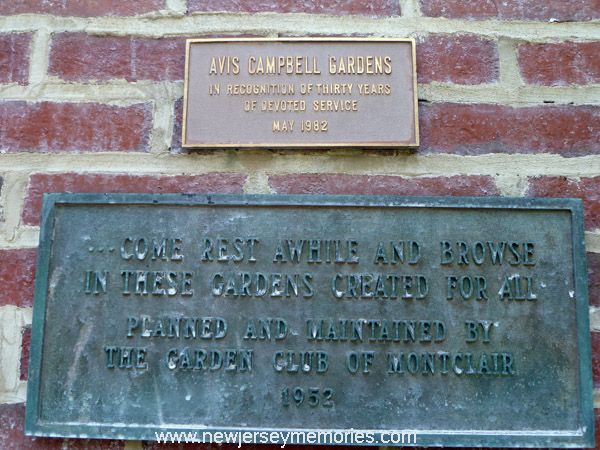 AVIS CAMPBELL GARDENS
IN RECOGNITION OF THIRTY YEARS
OF DEVOTED SERVICE
MAY 1982
...COME REST AWHILE AND BROWSE
IN THESE GARDENS CREATED FOR ALL
PLANNED AND MAINTAINED BY
THE GARDEN CLUB OF MONTCLAIR
1952
www.newjerseymemories.com